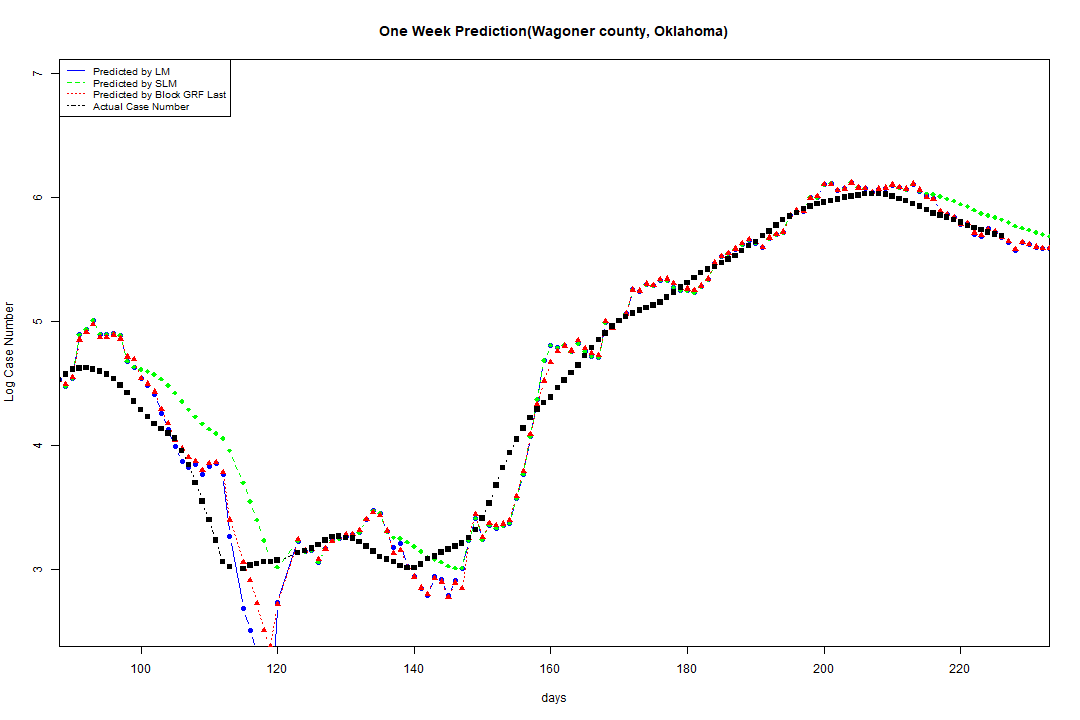 One Week Prediction(Wagoner county, Oklahoma)
Predicted by LM
Predicted by SLM
Predicted by Block GRF Last
Actual Case Number
7
6
5
4
3
Log Case Number
100 120 140 160 180 200 220
days